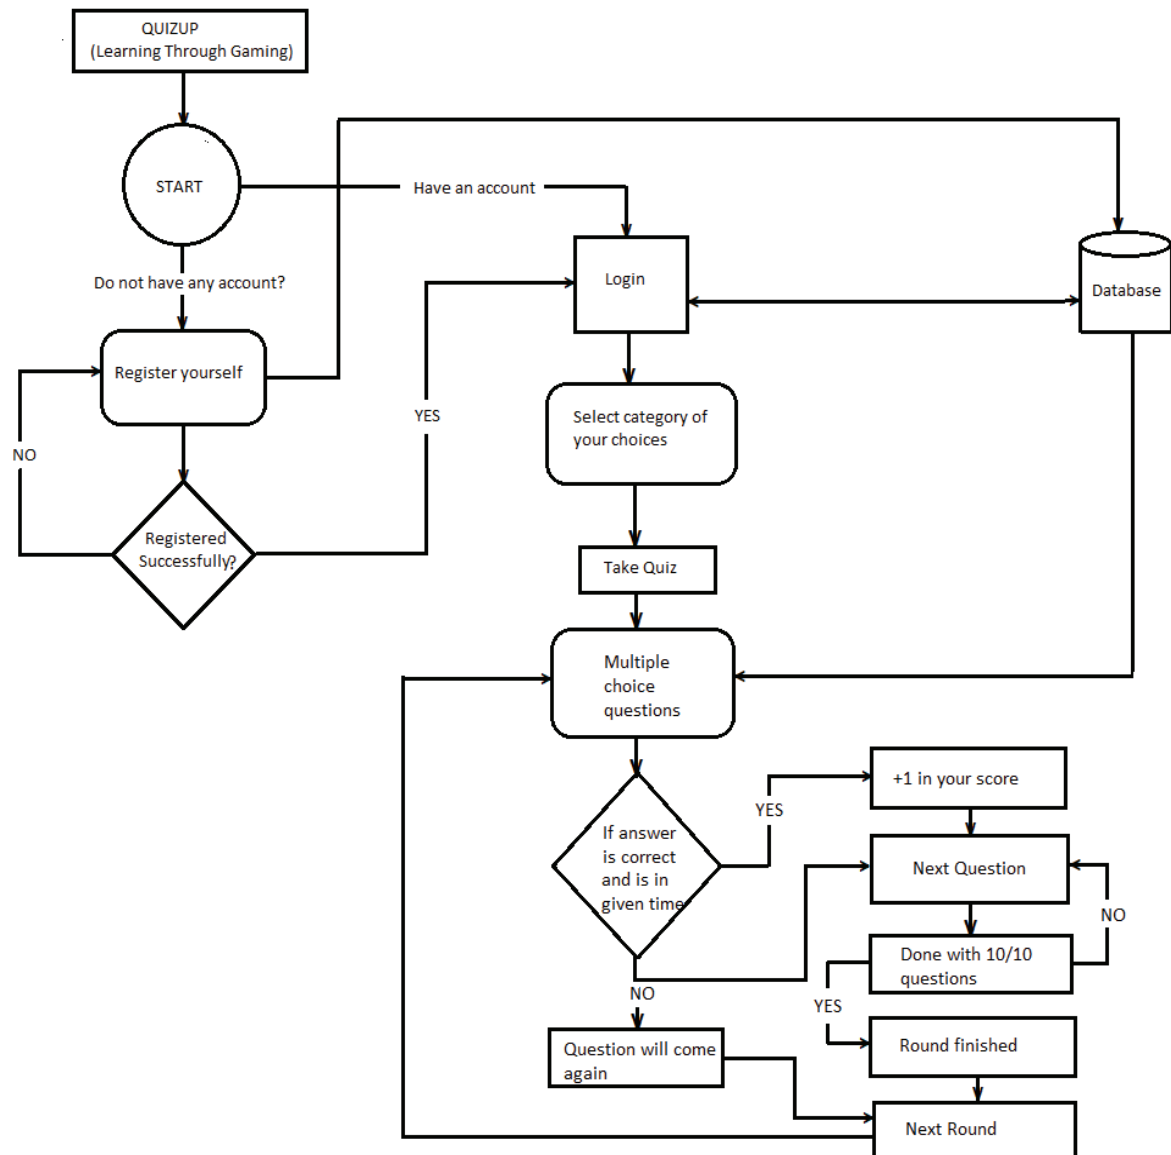 QUIZUP
(Learning Through Gaming)
START
Have an account
Do not have any account?
Login
Database
Register yourself
YES
NO
Select category of
your choices
Registered
Successfully?
Take Quiz
Multiple
choice
questions
+1 in your score
YES
If answer
is correct
and is in
given time
Next Question
NO
Done with 10/10
questions
NO
YES
Question will come
again
Round finished
Next Round